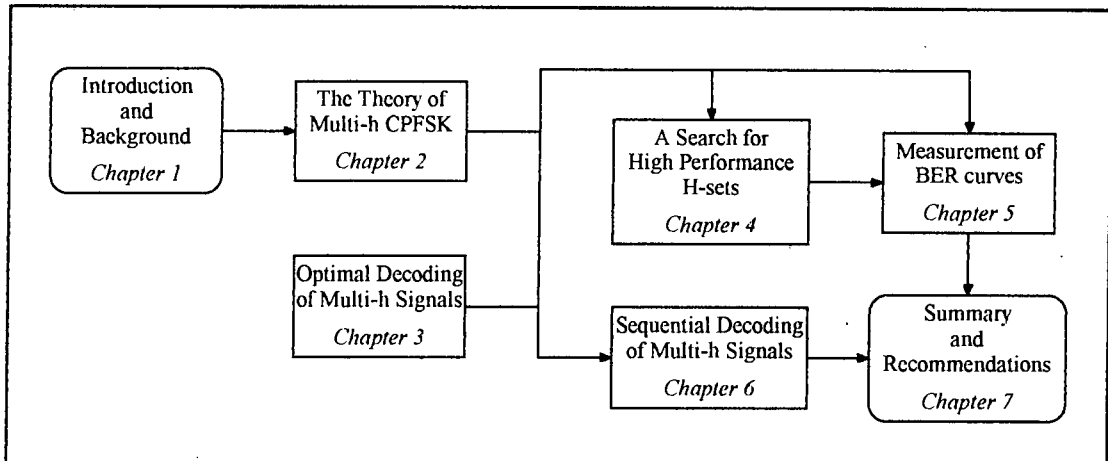 Introduction
and
Background
Chapter 1
The Theory of
Multi-h CPFSK
Chapter 2
Optimal Decoding
of Multi-h Signals
Chapter 3
A Search for
High Performance
H-sets
Chapter 4
Measurement of
BER curves
Chapter 5
Sequential Decoding
of Multi-h Signals
Chapter 6
Summary
and
Recommendations
Chapter 7